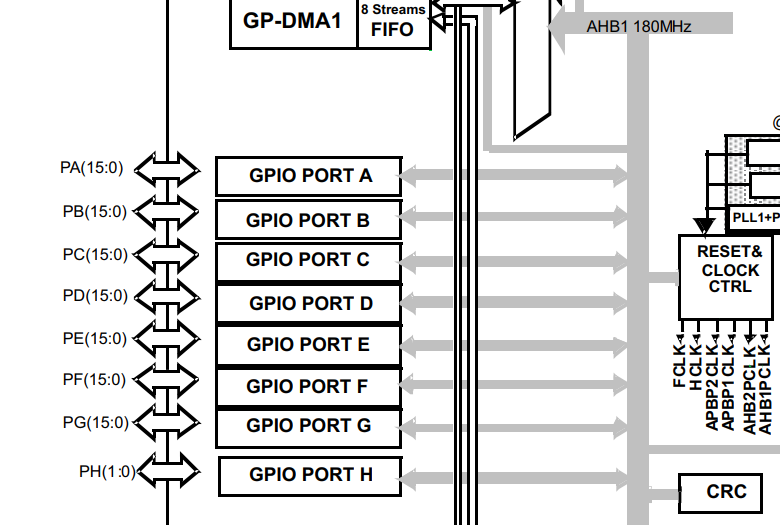 GP-DMA1
8 Streams
FIFO
AHB1 180MHz
PA(15:0)
GPIO PORT A
PB(15:0)
GPIO PORT B
PC(15:0)
GPIO PORT C
PD(15:0)
GPIO PORT D
PE(15:0)
GPIO PORT E
PF(15:0)
GPIO PORT F
PG(15:0)
GPIO PORT G
PH(1:0)
GPIO PORT H
@
PLL1+P
RESET&
CLOCK
CTRL
FCLK
HCLK
APBP2CLK
APBP1CLK
AHB2PCLK
AHB1PCLK
CRC